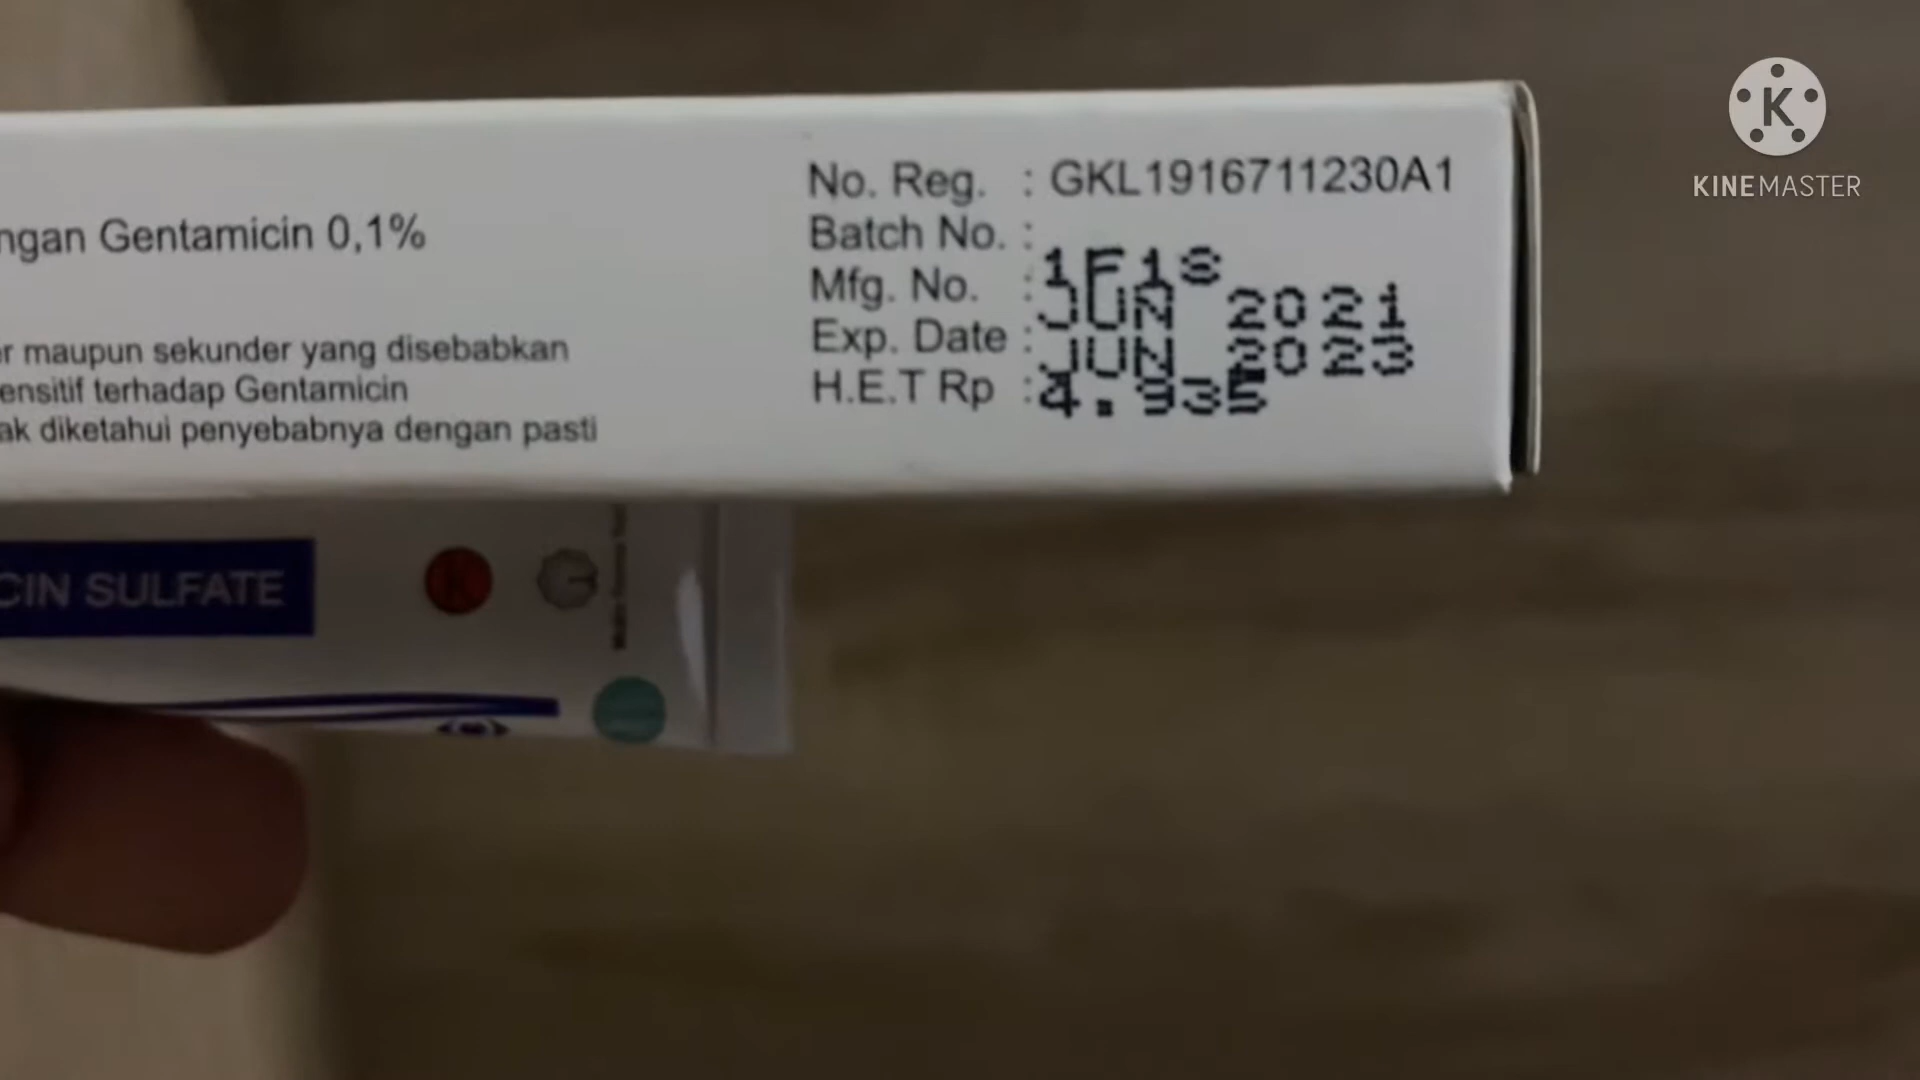 No. Reg. : GKL1916711230A1
Batch No. : 1F18
Mfg. No. : JUN 2021
Exp. Date : JUN 2023
H.E.T Rp : 4.935
ngan Gentamicin 0,1%
r maupun sekunder yang disebabkan
ensitif terhadap Gentamicin
ak diketahui penyebabnya dengan pasti
CIN SULFATE
K
KINEMASTER